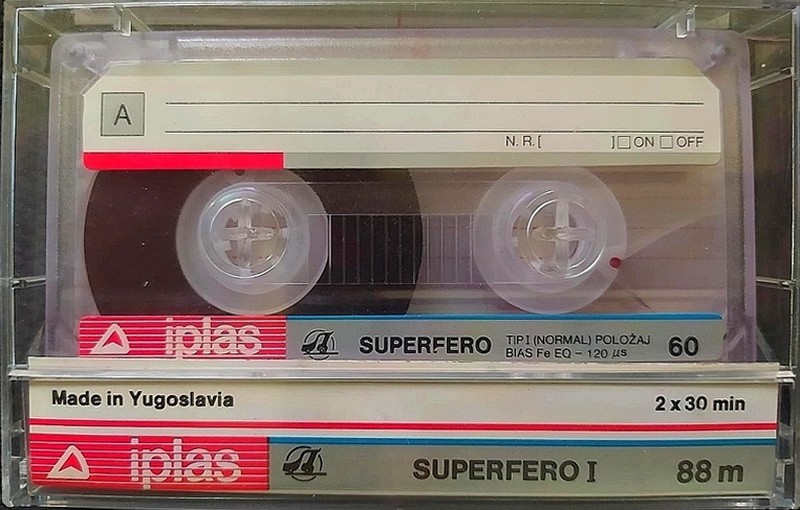 A
N. R. [ ] ☐ ON ☐ OFF
iplas SUPERFERO TIP I (NORMAL) POLOŽAJ 60
BIAS Fe EQ – 120 µs
Made in Yugoslavia 2 x 30 min
iplas SUPERFERO I 88 m